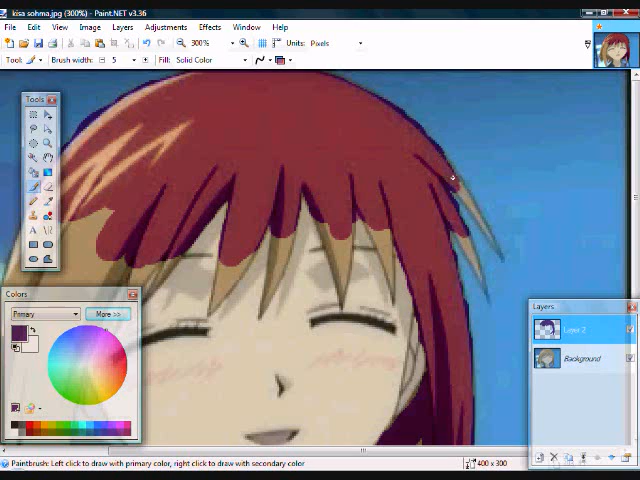 kisa sohma.jpg (300%) - Paint.NET v3.36
File Edit View Image Layers Adjustments Effects Utilities Window Help
300% Units: Pixels
Tool: Brush width: 5 Fill: Solid Color
Tools
Colors
Primary More >>
Layers
Layer 2
Background
Paintbrush: Left click to draw with primary color, right click to draw with secondary color 400 x 300